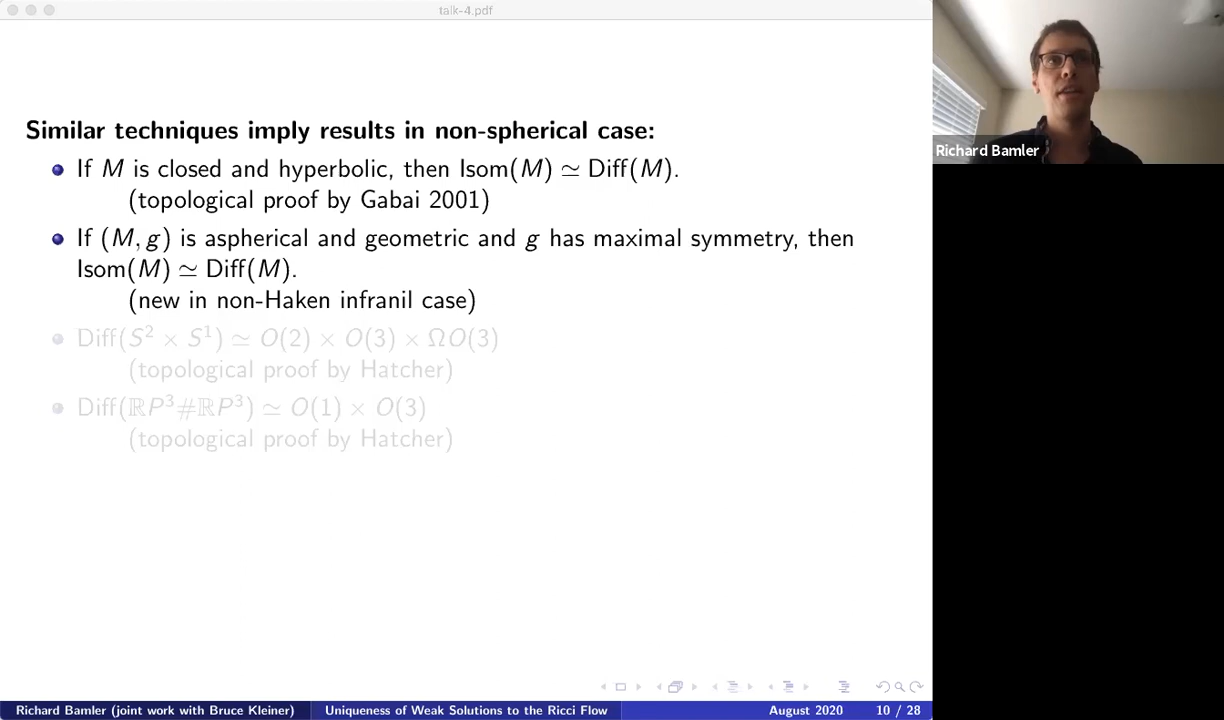 talk-4.pdf
Similar techniques imply results in non-spherical case:
If M is closed and hyperbolic, then Isom(M) ≃ Diff(M).
(topological proof by Gabai 2001)
If (M, g) is aspherical and geometric and g has maximal symmetry, then
Isom(M) ≃ Diff(M).
(new in non-Haken infranil case)
Diff(S² × S¹) ≃ O(2) × O(3) × ΩO(3)
(topological proof by Hatcher)
Diff(ℝP³#ℝP³) ≃ O(1) × O(3)
(topological proof by Hatcher)
Richard Bamler
Richard Bamler (joint work with Bruce Kleiner) Uniqueness of Weak Solutions to the Ricci Flow August 2020 10 / 28